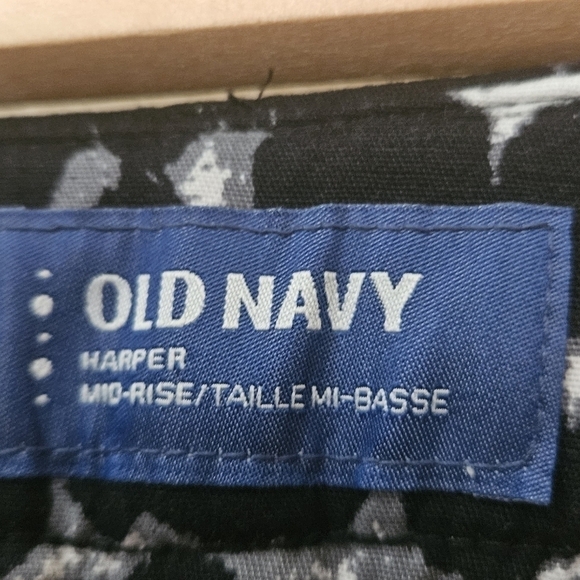 OLD NAVY
HARPER
MID-RISE/TAILLE MI-BASSE